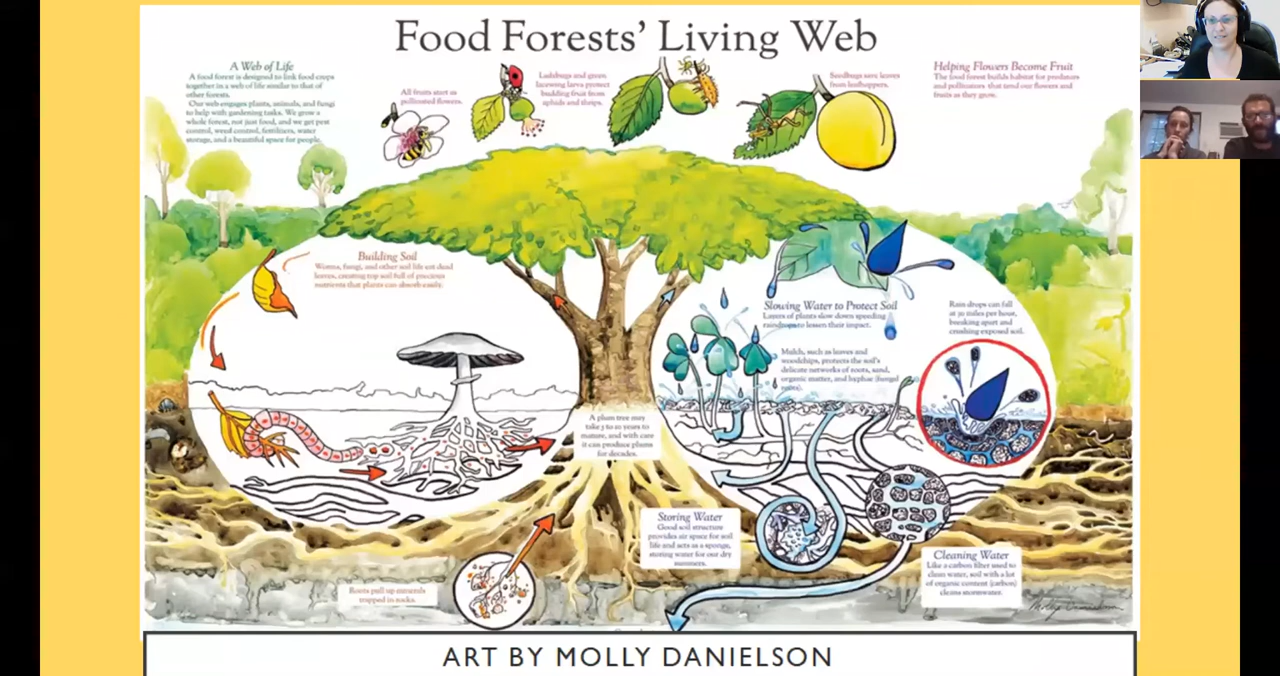 Food Forests' Living Web
A Web of Life
A food forest is designed to link food crops
together in a web of life similar to that of
other forests.
Our web engages plants, animals, and fungi
to help with gardening tasks. We grow a
whole forest, not just food, and we get pest
control, weed control, fertilizers, water
storage, and a beautiful space for people.
All fruits start as
pollinated flowers.
Ladybugs and green
lacewing larva protect
budding fruit from
aphids and thrips.
leaves
from leafhoppers.
Helping Flowers Become Fruit
The food forest builds habitat for predators
and pollinators that tend our flowers and
fruits as they grow.
Building Soil
Worms, fungi, and other soil life eat dead
leaves, creating top soil full of precious
nutrients that plants can absorb easily.
Slowing Water to Protect Soil
Layers of plants slow down speeding
raindrops to lessen their impact.
Mulch, such as leaves and
woodchips, protects the soil's
delicate networks of roots, sand,
organic matter, and hyphae (fungal
roots).
Rain drops can fall
at 20 miles per hour,
breaking apart and
crushing exposed soil.
A plum tree may
take 3 to 10 years to
mature, and with care
it can produce plums
for decades.
Storing Water
Good soil structure
provides air space for soil
life and acts as a sponge,
storing water for our dry
summers.
Cleaning Water
Like a carbon filter used to
clean water, soil with a lot
of organic content (carbon)
cleans stormwater.
Roots pull up minerals
trapped in rocks.
Molly Danielson
ART BY MOLLY DANIELSON